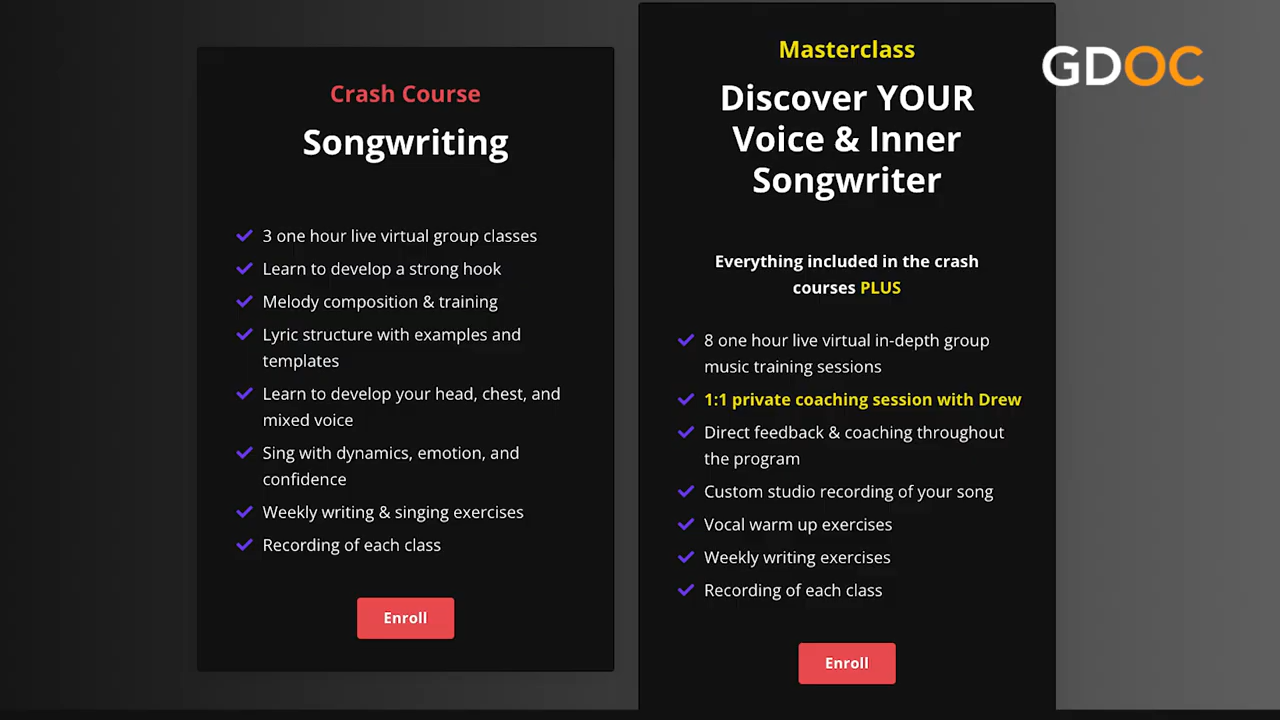 Crash Course
Songwriting
3 one hour live virtual group classes
Learn to develop a strong hook
Melody composition & training
Lyric structure with examples and
templates
Learn to develop your head, chest, and
mixed voice
Sing with dynamics, emotion, and
confidence
Weekly writing & singing exercises
Recording of each class
Enroll
Masterclass
Discover YOUR
Voice & Inner
Songwriter
Everything included in the crash
courses PLUS
8 one hour live virtual in-depth group
music training sessions
1:1 private coaching session with Drew
Direct feedback & coaching throughout
the program
Custom studio recording of your song
Vocal warm up exercises
Weekly writing exercises
Recording of each class
Enroll
GDOC